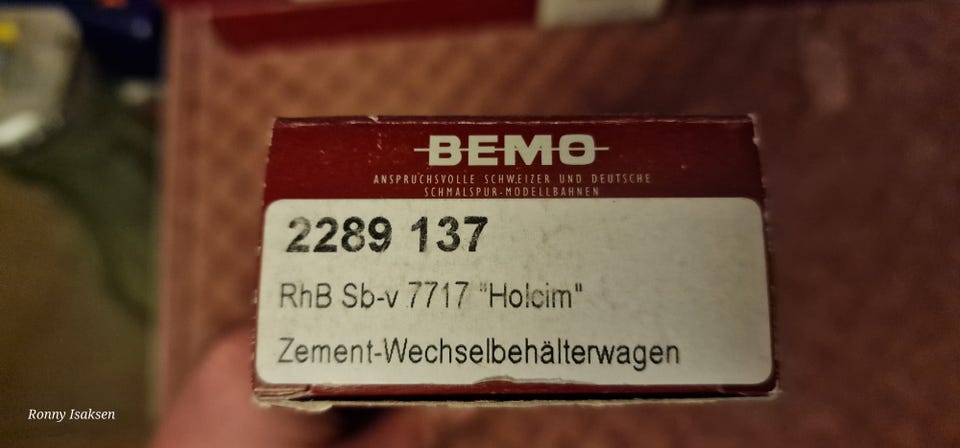 BEMO
ANSPRUCHSVOLLE SCHWEIZER UND DEUTSCHE
SCHMALSPUR-MODELLBAHNEN
2289 137
RhB Sb-v 7717 "Holcim"
Zement-Wechselbehälterwagen
Ronny Isaksen